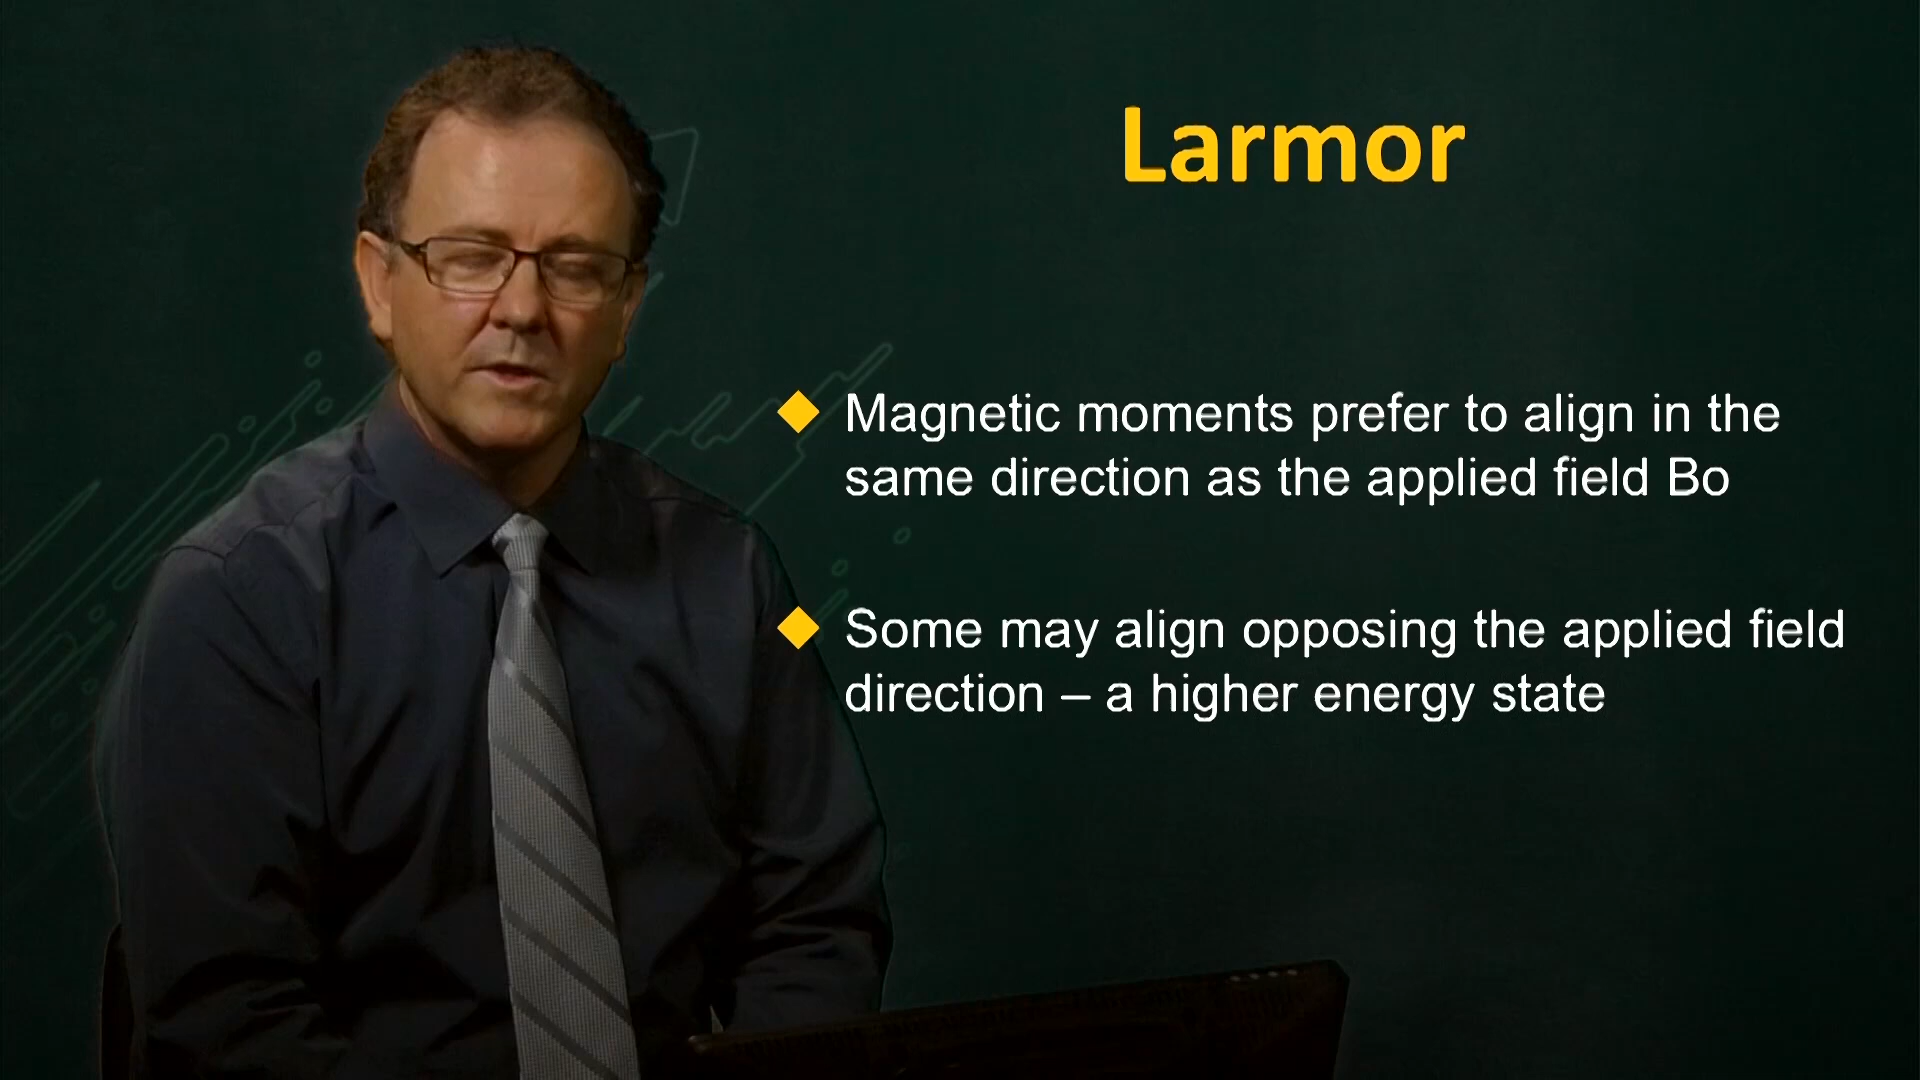 Larmor
Magnetic moments prefer to align in the
same direction as the applied field Bo
Some may align opposing the applied field
direction – a higher energy state